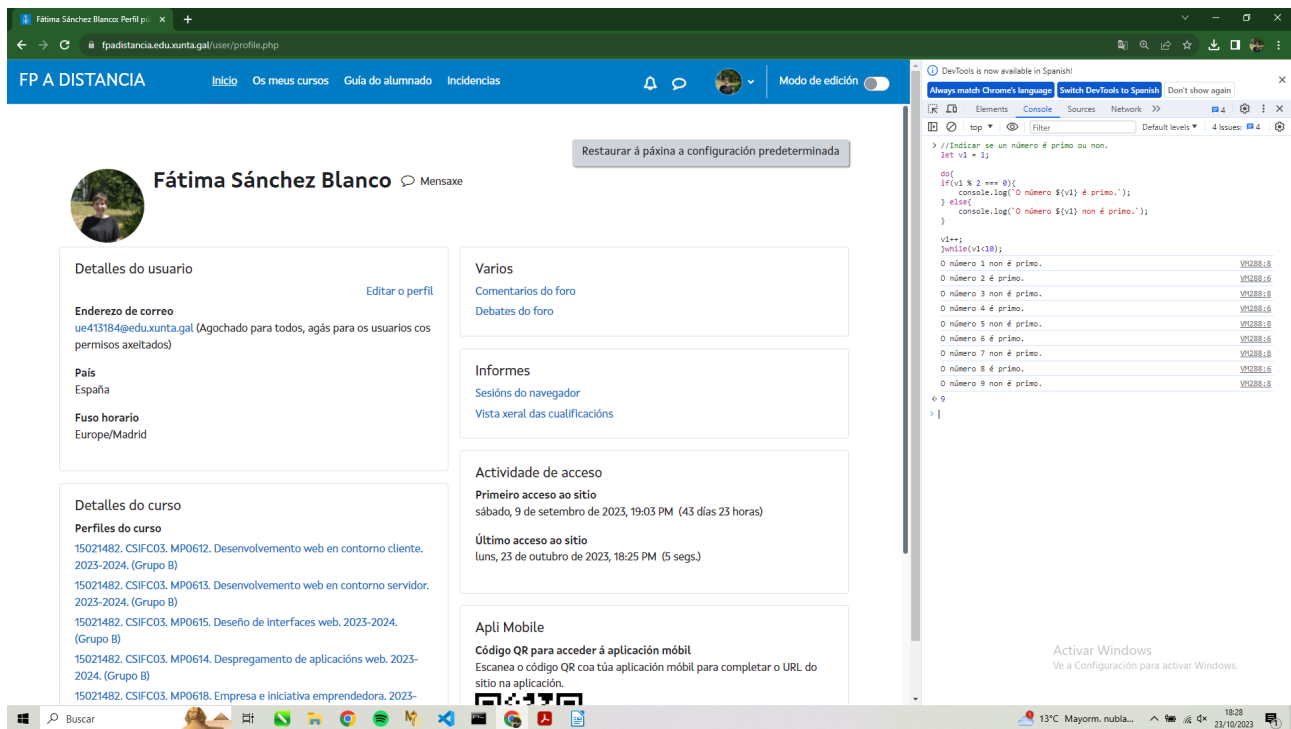 Fátima Sánchez Blanco: Perfil pú
fpadistancia.edu.xunta.gal/user/profile.php
FP A DISTANCIA
Inicio
Os meus cursos
Guía do alumnado
Incidencias
Modo de edición
Restaurar á páxina a configuración predeterminada
Fátima Sánchez Blanco
Mensaxe
Detalles do usuario
Editar o perfil
Enderezo de correo
ue413184@edu.xunta.gal (Agochado para todos, agás para os usuarios cos
permisos axeitados)
País
España
Fuso horario
Europe/Madrid
Detalles do curso
Perfiles do curso
15021482. CSIFC03. MP0612. Desenvolvemento web en contorno cliente.
2023-2024. (Grupo B)
15021482. CSIFC03. MP0613. Desenvolvemento web en contorno servidor.
2023-2024. (Grupo B)
15021482. CSIFC03. MP0615. Deseño de interfaces web. 2023-2024.
(Grupo B)
15021482. CSIFC03. MP0614. Despregamento de aplicacións web. 2023-
2024. (Grupo B)
15021482. CSIFC03. MP0618. Empresa e iniciativa emprendedora. 2023-
Varios
Comentarios do foro
Debates do foro
Informes
Sesións do navegador
Vista xeral das cualificacións
Actividade de acceso
Primeiro acceso ao sitio
sábado, 9 de setembro de 2023, 19:03 PM (43 días 23 horas)
Último acceso ao sitio
luns, 23 de outubro de 2023, 18:25 PM (5 segs.)
Apli Mobile
Código QR para acceder á aplicación móbil
Escanea o código QR coa túa aplicación móbil para completar o URL do
sitio na aplicación.
DevTools is now available in Spanish!
Always match Chrome's language
Switch DevTools to Spanish
Don't show again
Elements
Console
Sources
Network
4
top
Filter
Default levels
4 Issues:
4
//Indicar se un número é primo ou non.
let v1 = 1;
do{
if(v1 % 2 === 0){
console.log(`O número ${v1} é primo.`);
} else{
console.log(`O número ${v1} non é primo.`);
}
v1++;
}while(v1<10);
O número 1 non é primo. VM288:8
O número 2 é primo. VM288:6
O número 3 non é primo. VM288:8
O número 4 é primo. VM288:6
O número 5 non é primo. VM288:8
O número 6 é primo. VM288:6
O número 7 non é primo. VM288:8
O número 8 é primo. VM288:6
O número 9 non é primo. VM288:8
9
Activar Windows
Ve a Configuración para activar Windows.
Buscar
13°C Mayorm. nubla...
18:28
23/10/2023